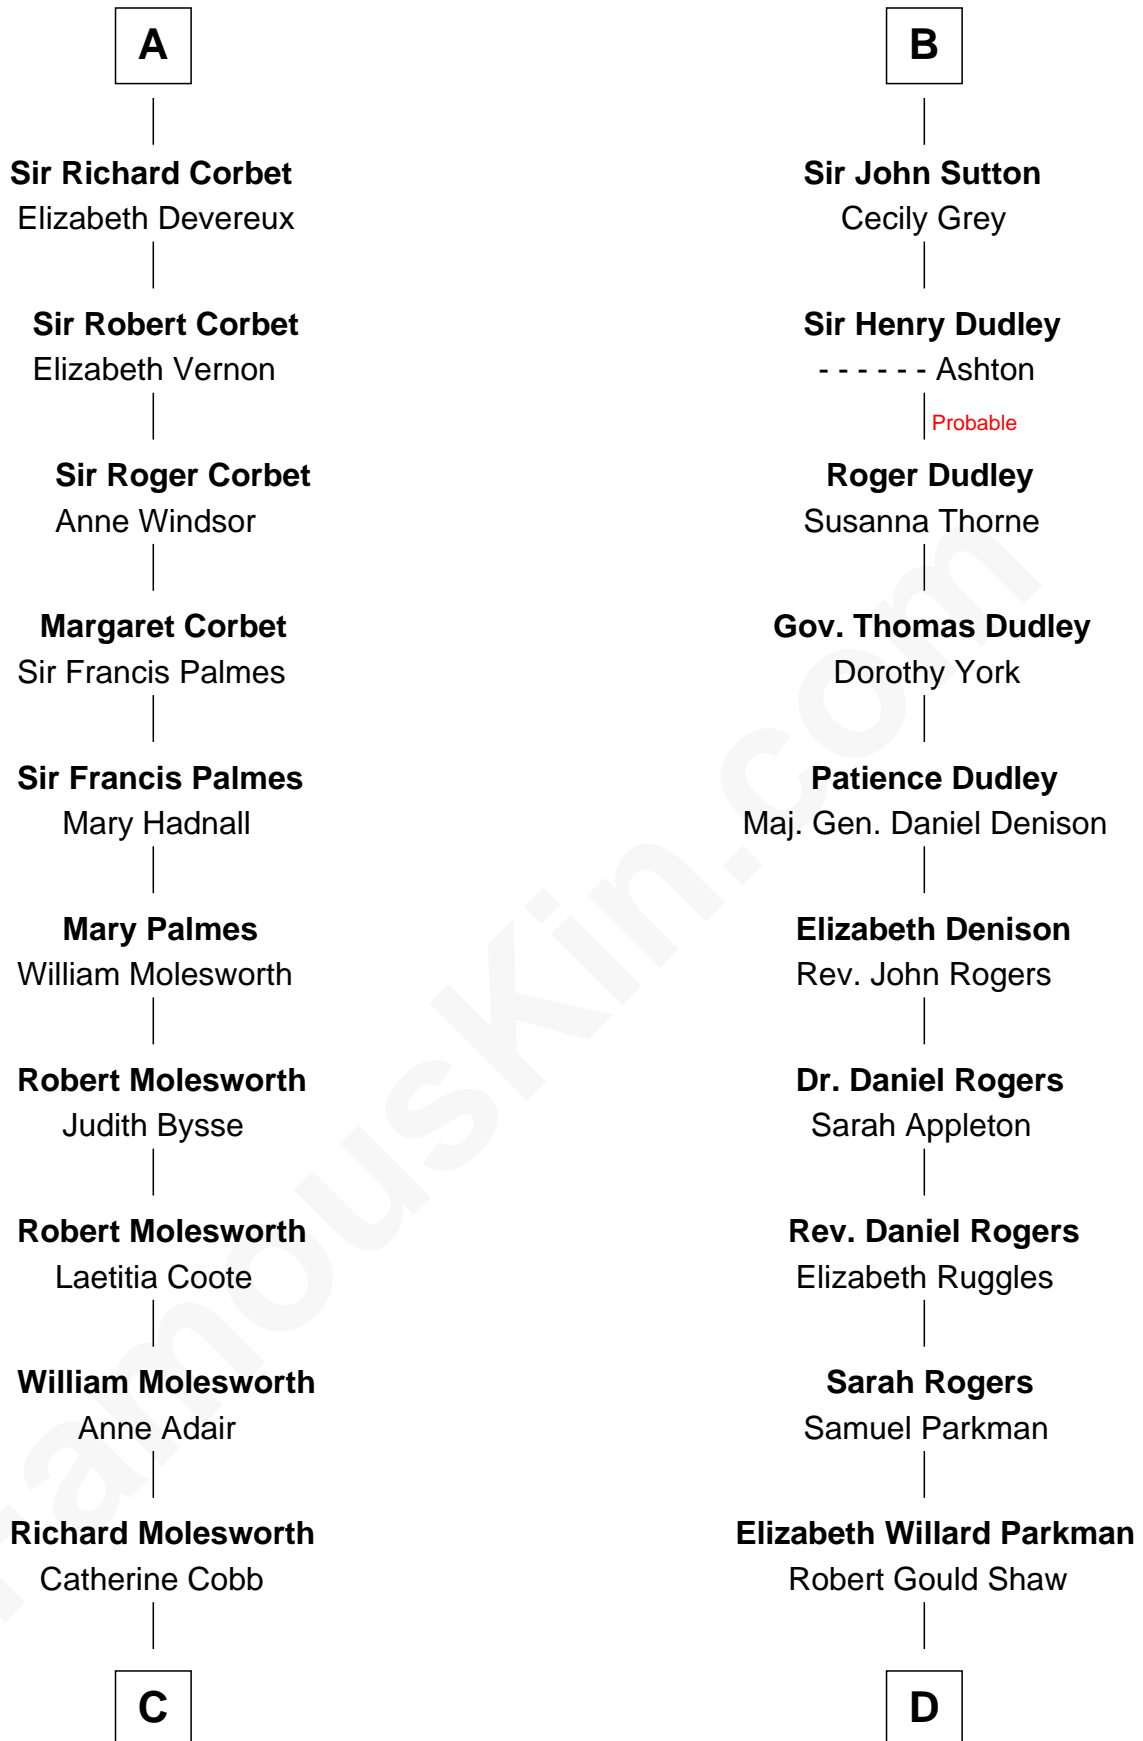 A
B
Sir Richard Corbet
Elizabeth Devereux
Sir John Sutton
Cecily Grey
Sir Robert Corbet
Elizabeth Vernon
Sir Henry Dudley
- - - - - - Ashton
Probable
Sir Roger Corbet
Anne Windsor
Roger Dudley
Susanna Thorne
Margaret Corbet
Sir Francis Palmes
Gov. Thomas Dudley
Dorothy York
Sir Francis Palmes
Mary Hadnall
Patience Dudley
Maj. Gen. Daniel Denison
Mary Palmes
William Molesworth
Elizabeth Denison
Rev. John Rogers
Robert Molesworth
Judith Bysse
Dr. Daniel Rogers
Sarah Appleton
Robert Molesworth
Laetitia Coote
Rev. Daniel Rogers
Elizabeth Ruggles
William Molesworth
Anne Adair
Sarah Rogers
Samuel Parkman
Richard Molesworth
Catherine Cobb
Elizabeth Willard Parkman
Robert Gould Shaw
C
D
FamousKin.com